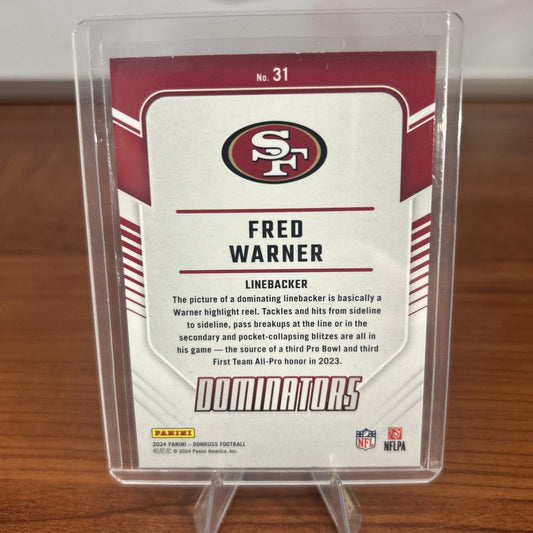 No. 31
SF
FRED
WARNER
LINEBACKER
The picture of a dominating linebacker is basically a
Warner highlight reel. Tackles and hits from sideline
to sideline, pass breakups at the line or in the
secondary and pocket-collapsing blitzes are all in
his game — the source of a third Pro Bowl and third
First Team All-Pro honor in 2023.
DOMINATORS
PANINI
2024 PANINI – DONRUSS FOOTBALL
© 2024 Panini America, Inc.
NFL
NFLPA